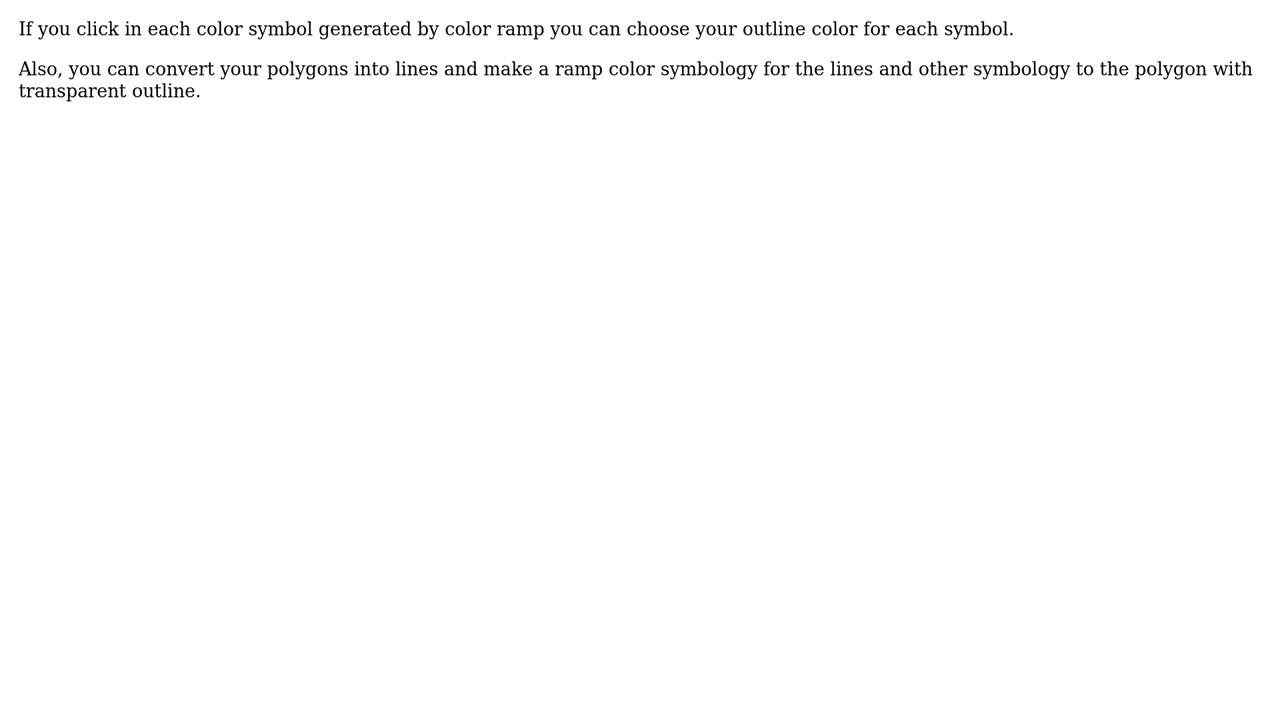 If you click in each color symbol generated by color ramp you can choose your outline color for each symbol.
Also, you can convert your polygons into lines and make a ramp color symbology for the lines and other symbology to the polygon with
transparent outline.